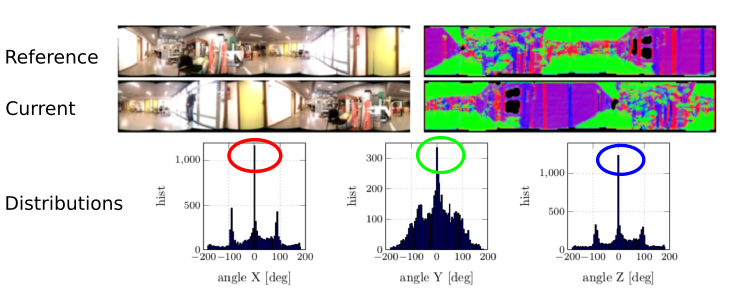 Reference
Current
Distributions
1,000
500
0
hist
−200 −100 0 100 200
angle X [deg]
300
200
100
0
hist
−200 −100 0 100 200
angle Y [deg]
1,000
500
0
hist
−200 −100 0 100 200
angle Z [deg]